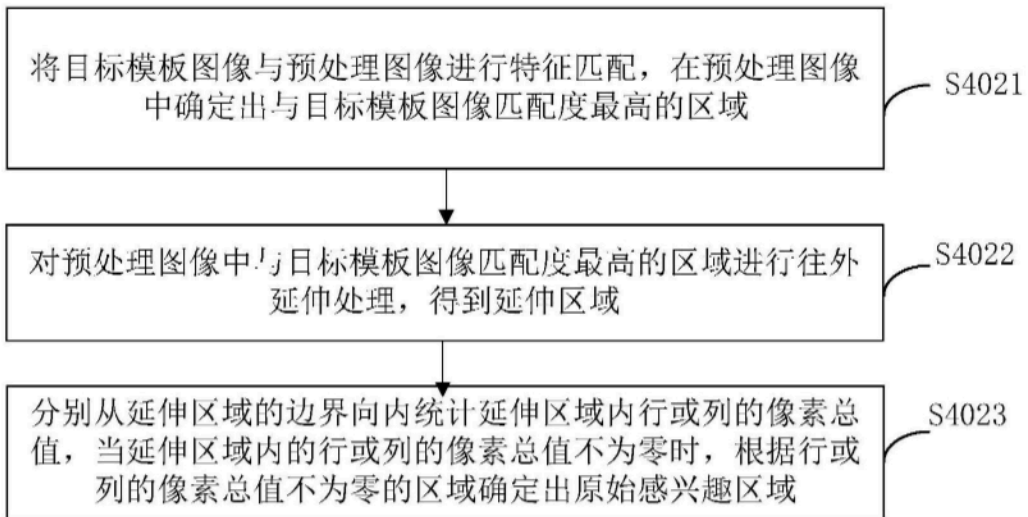 将目标模板图像与预处理图像进行特征匹配，在预处理图像
中确定出与目标模板图像匹配度最高的区域
S4021
对预处理图像中与目标模板图像匹配度最高的区域进行往外
延伸处理，得到延伸区域
S4022
分别从延伸区域的边界向内统计延伸区域内行或列的像素总
值，当延伸区域内的行或列的像素总值不为零时，根据行或
列的像素总值不为零的区域确定出原始感兴趣区域
S4023